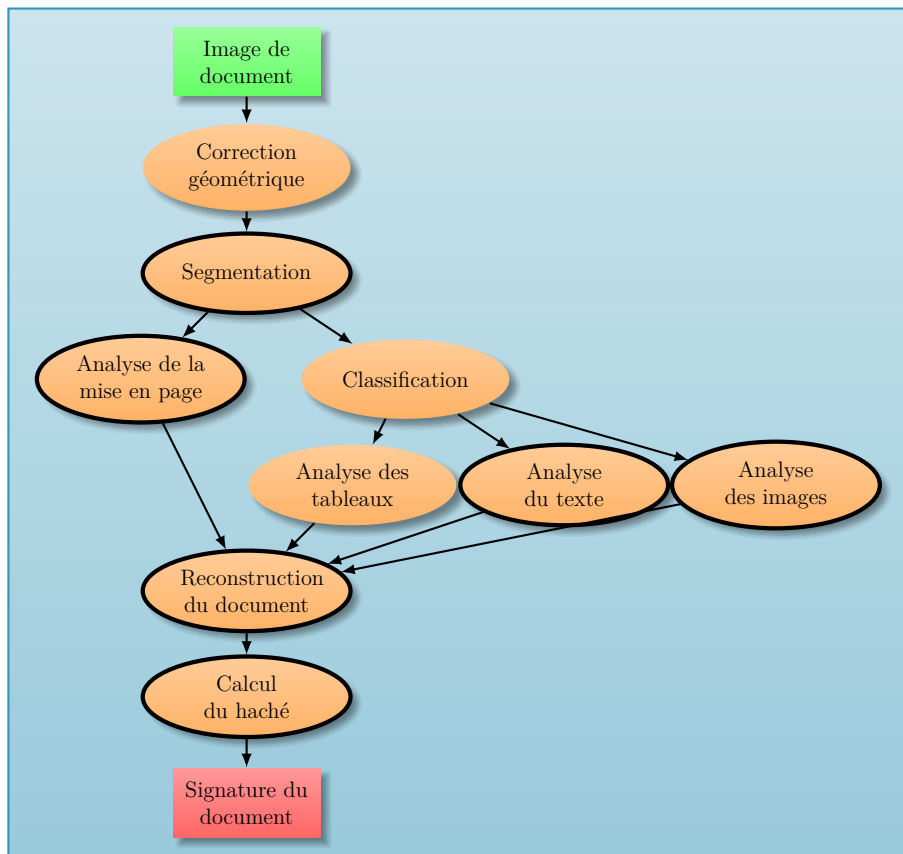 Image de
document
Correction
géométrique
Segmentation
Analyse de la
mise en page
Classification
Analyse des
tableaux
Analyse
du texte
Analyse
des images
Reconstruction
du document
Calcul
du haché
Signature du
document